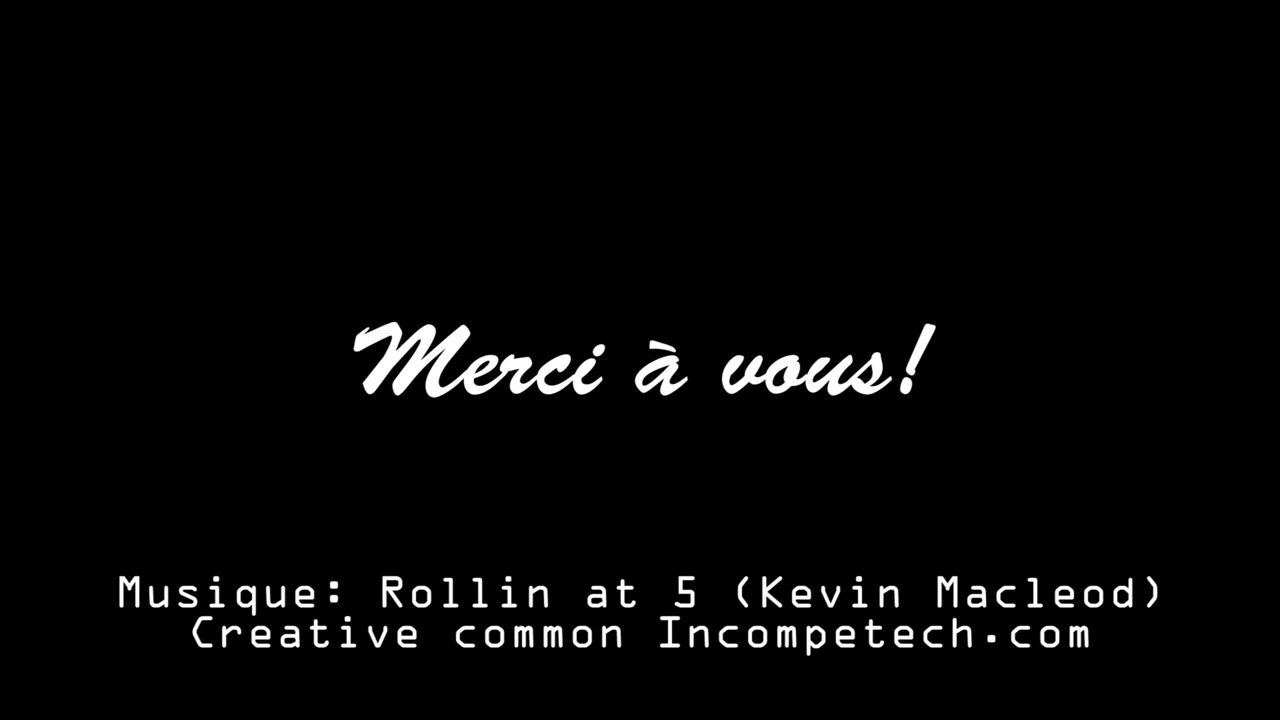 Merci à vous!
Musique: Rollin at 5 (Kevin Macleod)
Creative common Incompetech.com